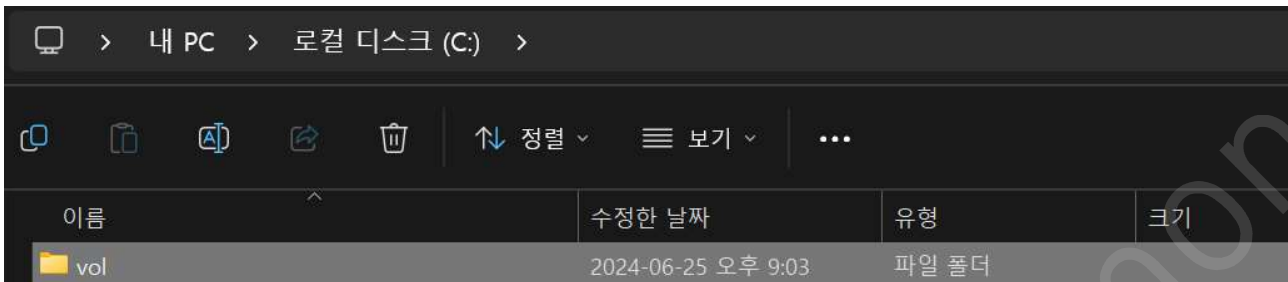 > 내 PC > 로컬 디스크 (C:) >
정렬 보기 •••
이름 수정한 날짜 유형 크기
vol 2024-06-25 오후 9:03 파일 폴더